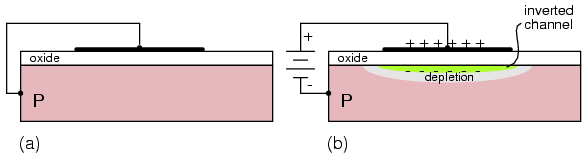 inverted
channel
+
+ + + + + +
oxide
oxide
- - - - - -
depletion
-
P
P
(a)
(b)